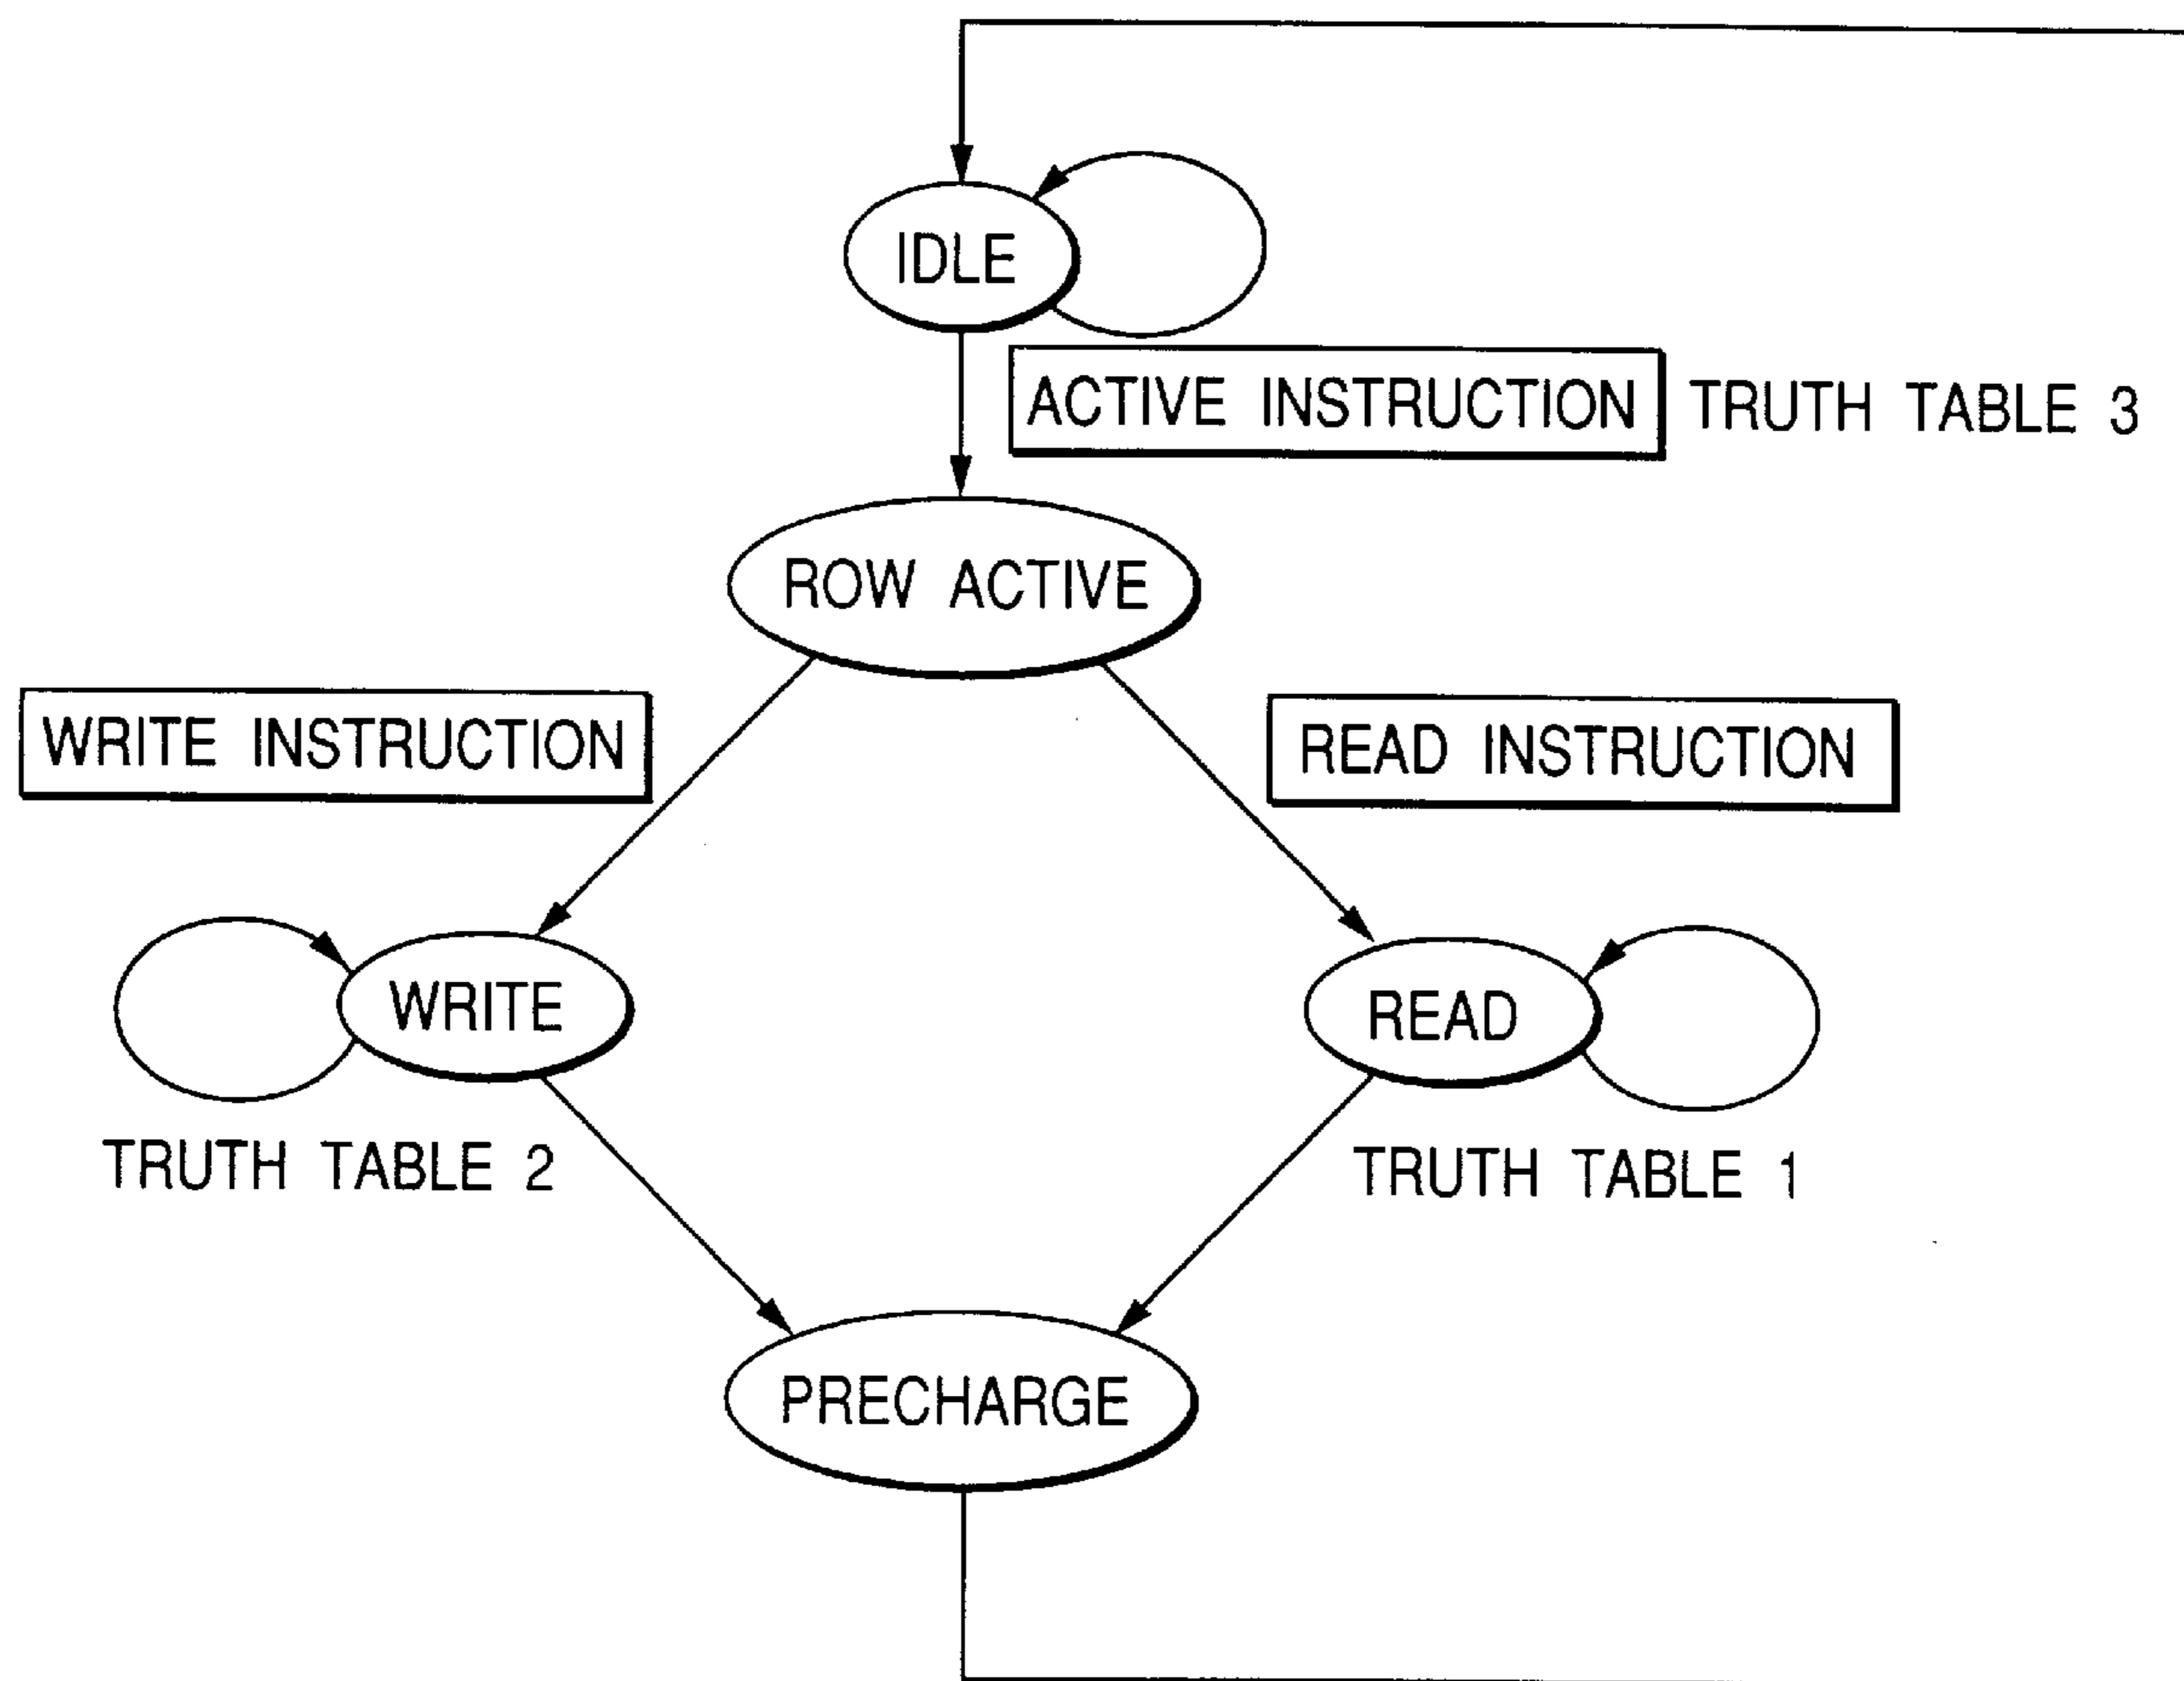 IDLE
ACTIVE INSTRUCTION TRUTH TABLE 3
ROW ACTIVE
WRITE INSTRUCTION
READ INSTRUCTION
WRITE
READ
TRUTH TABLE 2
TRUTH TABLE 1
PRECHARGE